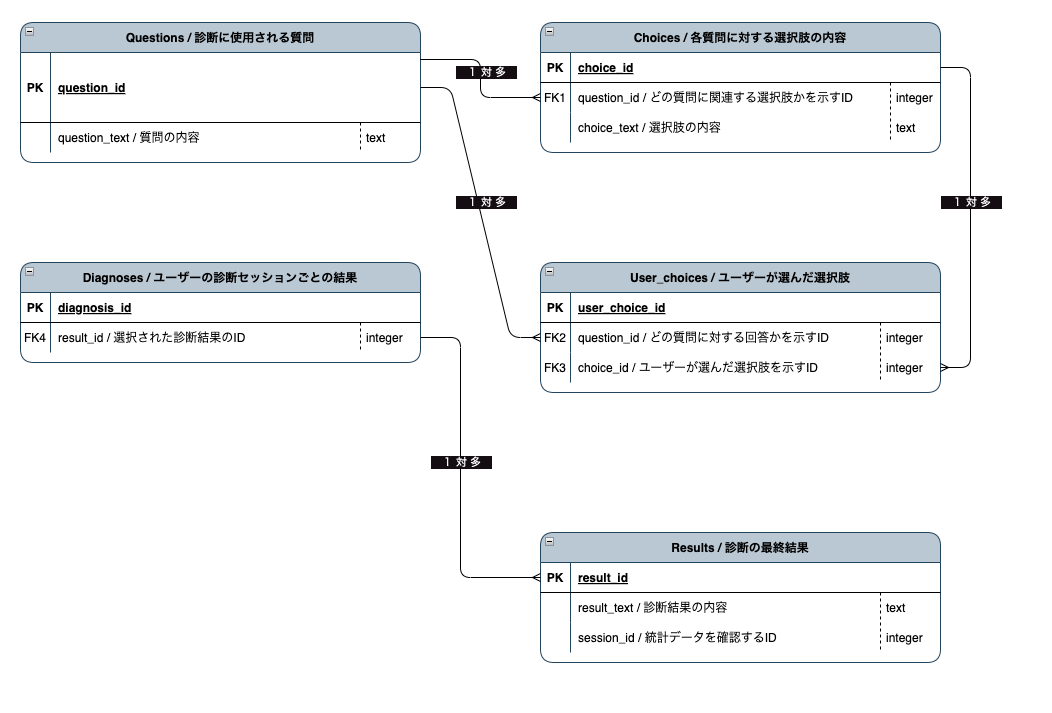 Questions / 診断に使用される質問
PK question_id
question_text / 質問の内容 text
Choices / 各質問に対する選択肢の内容
PK choice_id
FK1 question_id / どの質問に関連する選択肢かを示すID integer
choice_text / 選択肢の内容 text
1 対 多
1 対 多
1 対 多
Diagnoses / ユーザーの診断セッションごとの結果
PK diagnosis_id
FK4 result_id / 選択された診断結果のID integer
User_choices / ユーザーが選んだ選択肢
PK user_choice_id
FK2 question_id / どの質問に対する回答かを示すID integer
FK3 choice_id / ユーザーが選んだ選択肢を示すID integer
1 対 多
Results / 診断の最終結果
PK result_id
result_text / 診断結果の内容 text
session_id / 統計データを確認するID integer